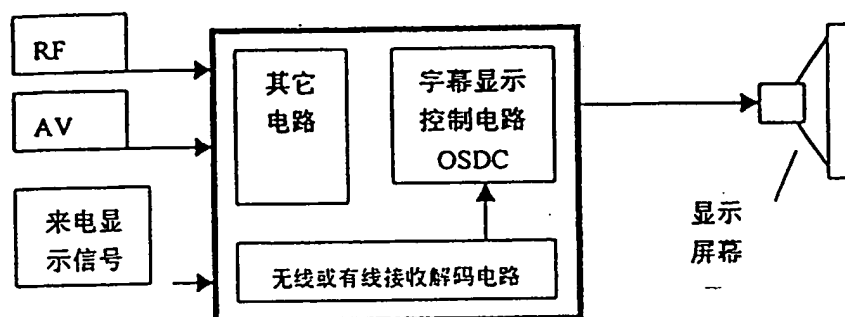 RF
AV
来电显
示信号
其它
电路
字幕显示
控制电路
OSDC
无线或有线接收解码电路
显示
屏幕